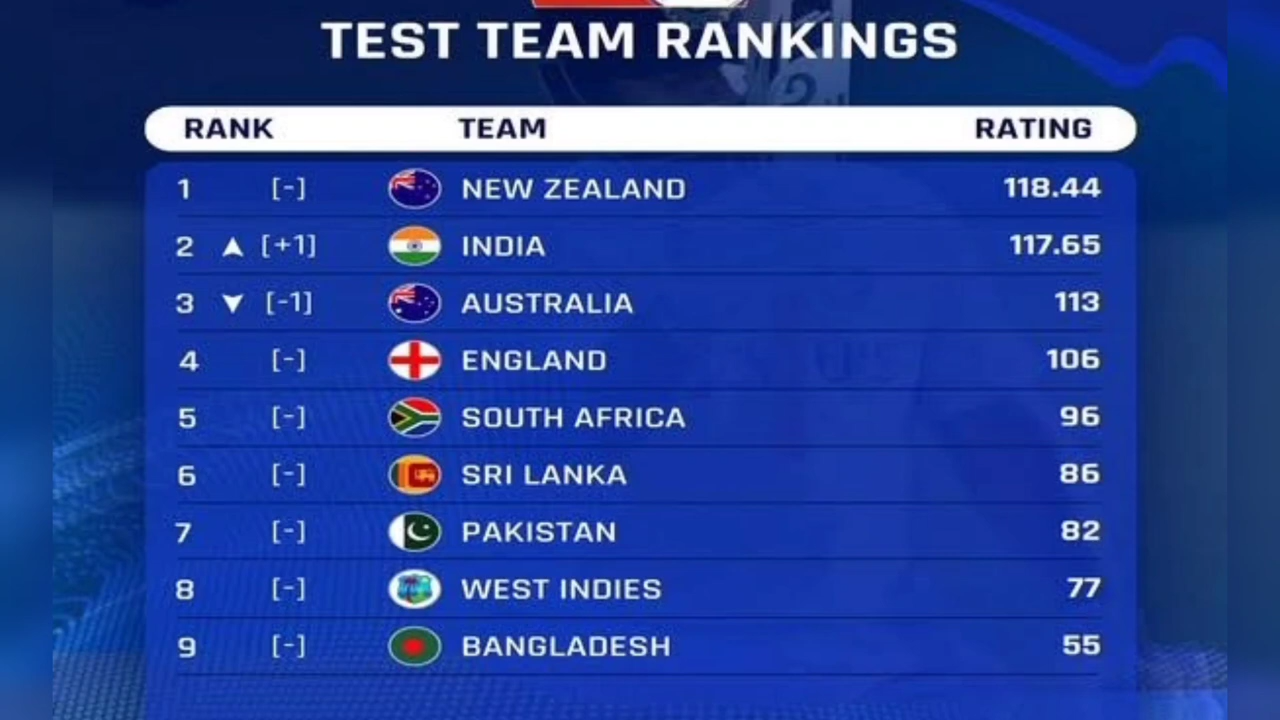 TEST TEAM RANKINGS
RANK TEAM RATING
1 [-] NEW ZEALAND 118.44
2 ▲ [+1] INDIA 117.65
3 ▼ [-1] AUSTRALIA 113
4 [-] ENGLAND 106
5 [-] SOUTH AFRICA 96
6 [-] SRI LANKA 86
7 [-] PAKISTAN 82
8 [-] WEST INDIES 77
9 [-] BANGLADESH 55